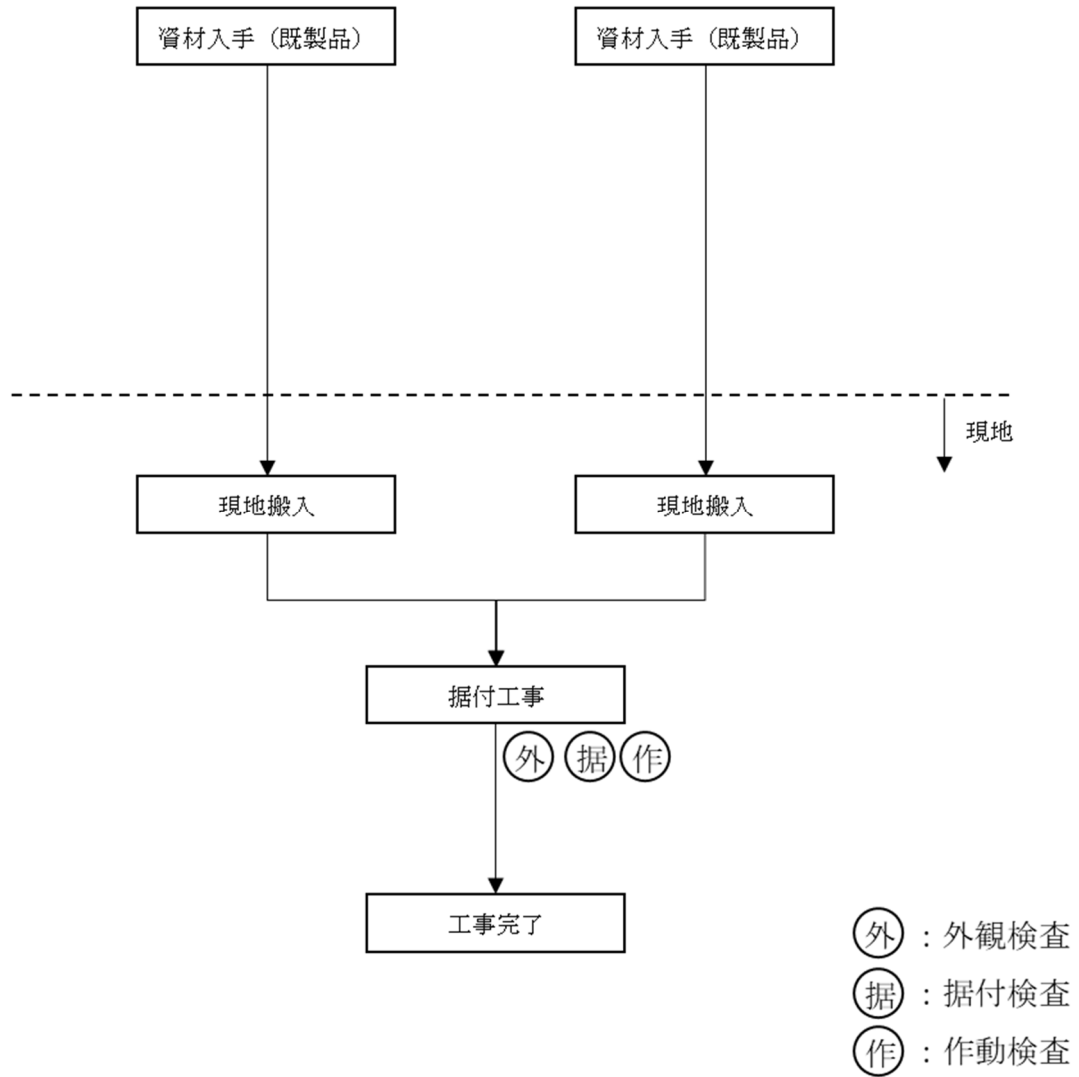 資材入手（既製品）
資材入手（既製品）
現地
現地搬入
現地搬入
据付工事
外 据 作
工事完了
外：外観検査
据：据付検査
作：作動検査